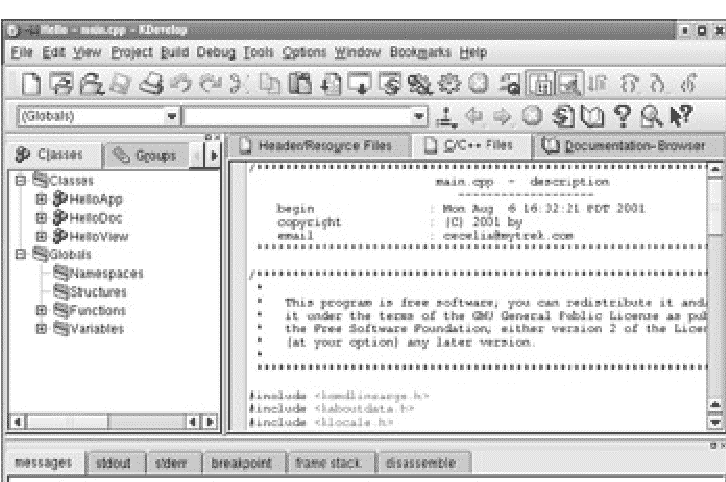 Hello - main.cpp - KDevelop
File Edit View Project Build Debug Tools Options Window Bookmarks Help
(Globals)
Classes Groups
Header/Resource Files C/C++ Files Documentation-Browser
Classes
HelloApp
HelloDoc
HelloView
Globals
Namespaces
Structures
Functions
Variables
/***************************************************************************
main.cpp - description
-------------------
begin : Mon Aug 6 16:32:21 PDT 2001
copyright : (C) 2001 by
email : cecelia@mytrek.com
***************************************************************************
/***************************************************************************
*
* This program is free software; you can redistribute it and/
* it under the terms of the GNU General Public License as pub
* the Free Software Foundation; either version 2 of the Licen
* (at your option) any later version.
*
***************************************************************************
#include <kcmdlineargs.h>
#include <kaboutdata.h>
#include <klocale.h>
messages stdout stderr breakpoint frame stack disassemble